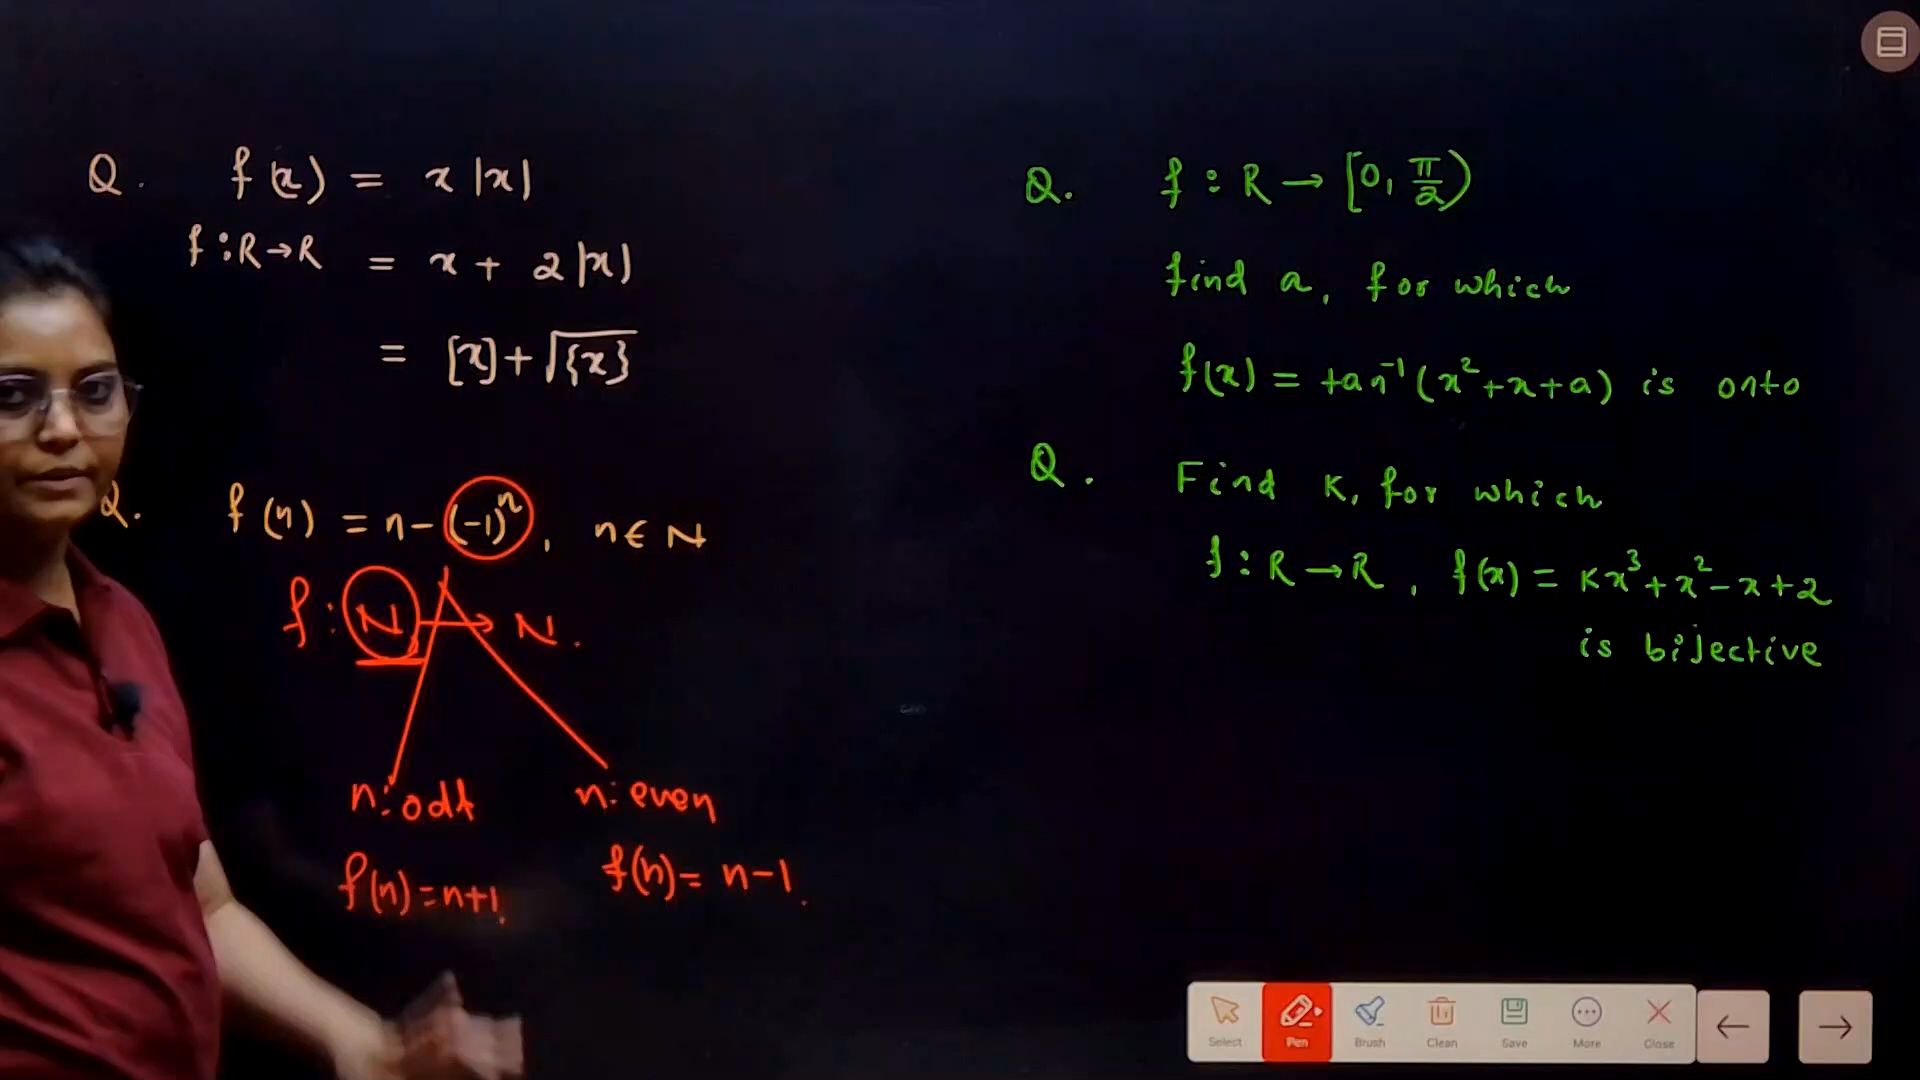 Q. f(x) = x|x|
f:R→R = x + 2|x|
= [x]+√{x}
Q. f(n) = n-(-1)ⁿ, n∈N
f: N → N.
n: odd
n: even
f(n)=n+1.
f(n)= n-1.
Q. f:R→[0,π/2)
find a, for which
f(x) = tan⁻¹(x²+x+a) is onto
Q. Find K, for which
f:R→R, f(x) = Kx³+x²-x+2
is bijective
Select
Pen
Brush
Clean
Save
More
Close